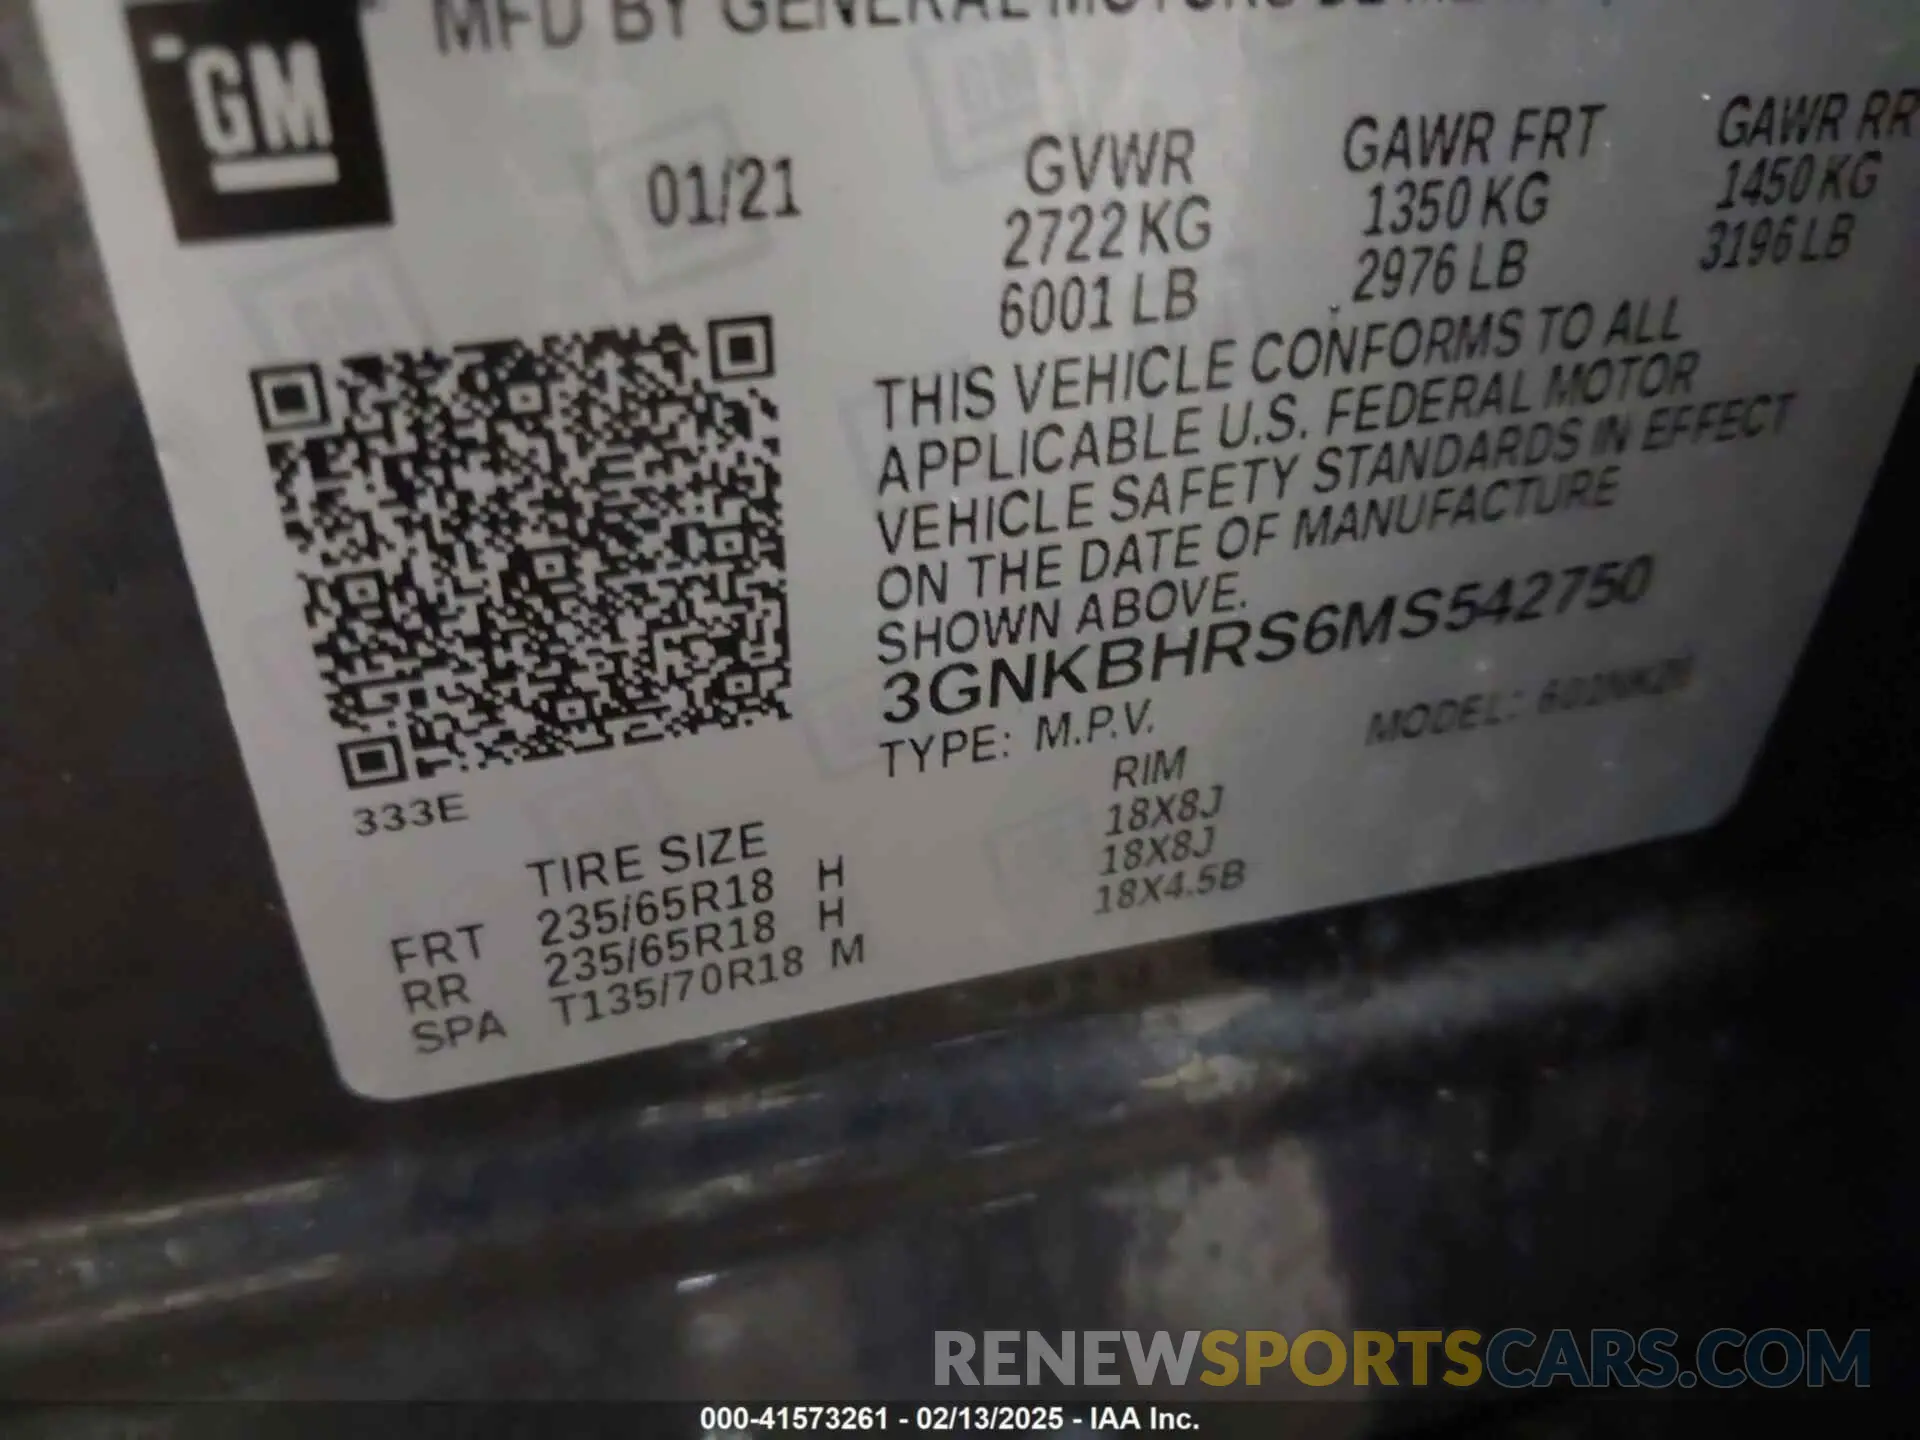 GM
MFD BY GENERAL MOTORS DE
01/21
GVWR
2722 KG
6001 LB
GAWR FRT
1350 KG
2976 LB
GAWR RR
1450 KG
3196 LB
THIS VEHICLE CONFORMS TO ALL
APPLICABLE U.S. FEDERAL MOTOR
VEHICLE SAFETY STANDARDS IN EFFECT
ON THE DATE OF MANUFACTURE
SHOWN ABOVE.
3GNKBHRS6MS542750
TYPE: M.P.V.
MODEL:
333E
TIRE SIZE
RIM
FRT 235/65R18 H 18X8J
RR 235/65R18 H 18X8J
SPA T135/70R18 M 18X4.5B
RENEWSPORTSCARS.COM
000-41573261 - 02/13/2025 - IAA Inc.